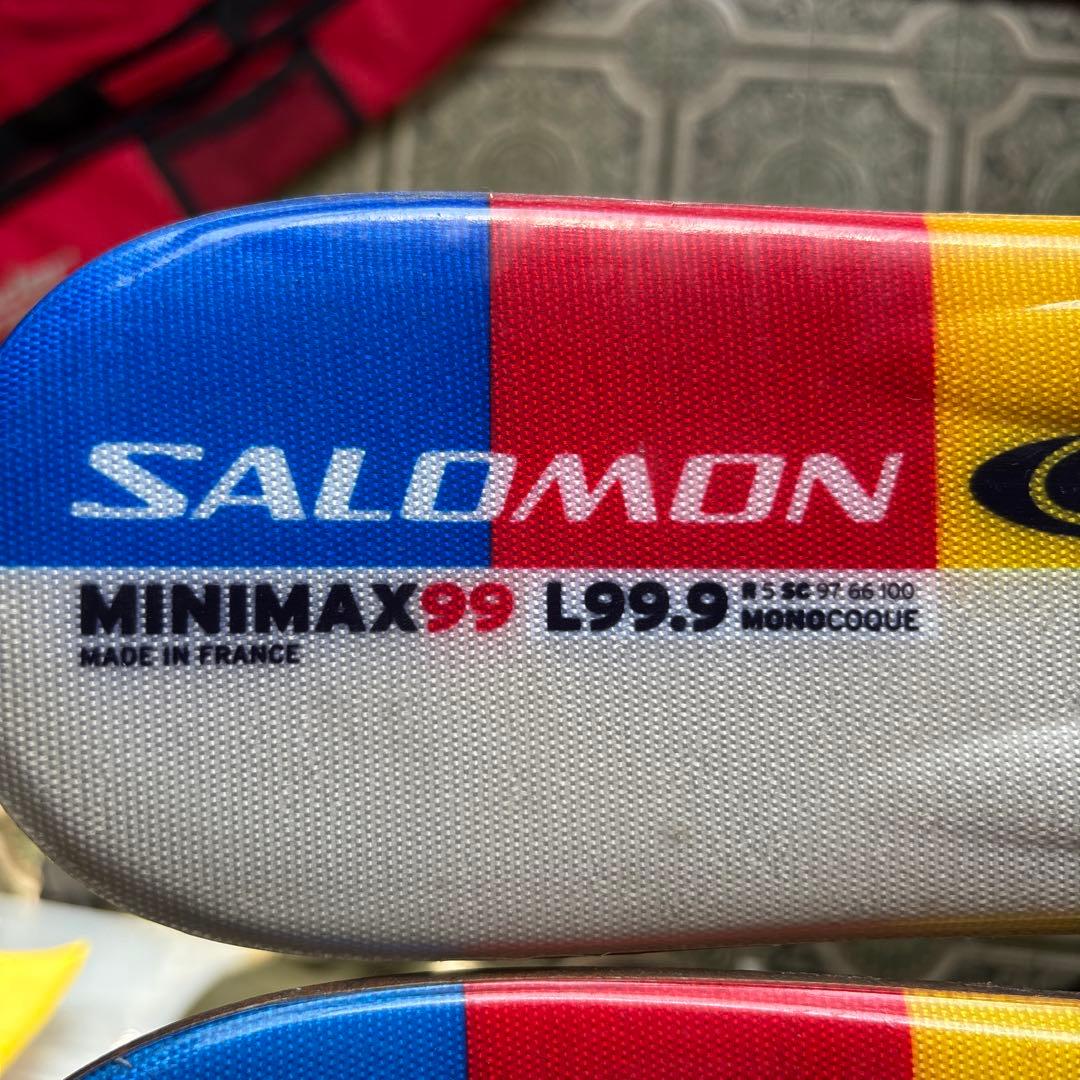 SALOMON
MINIMAX99 L99.9 R 5 SC 97 66 100
MONOCOQUE
MADE IN FRANCE